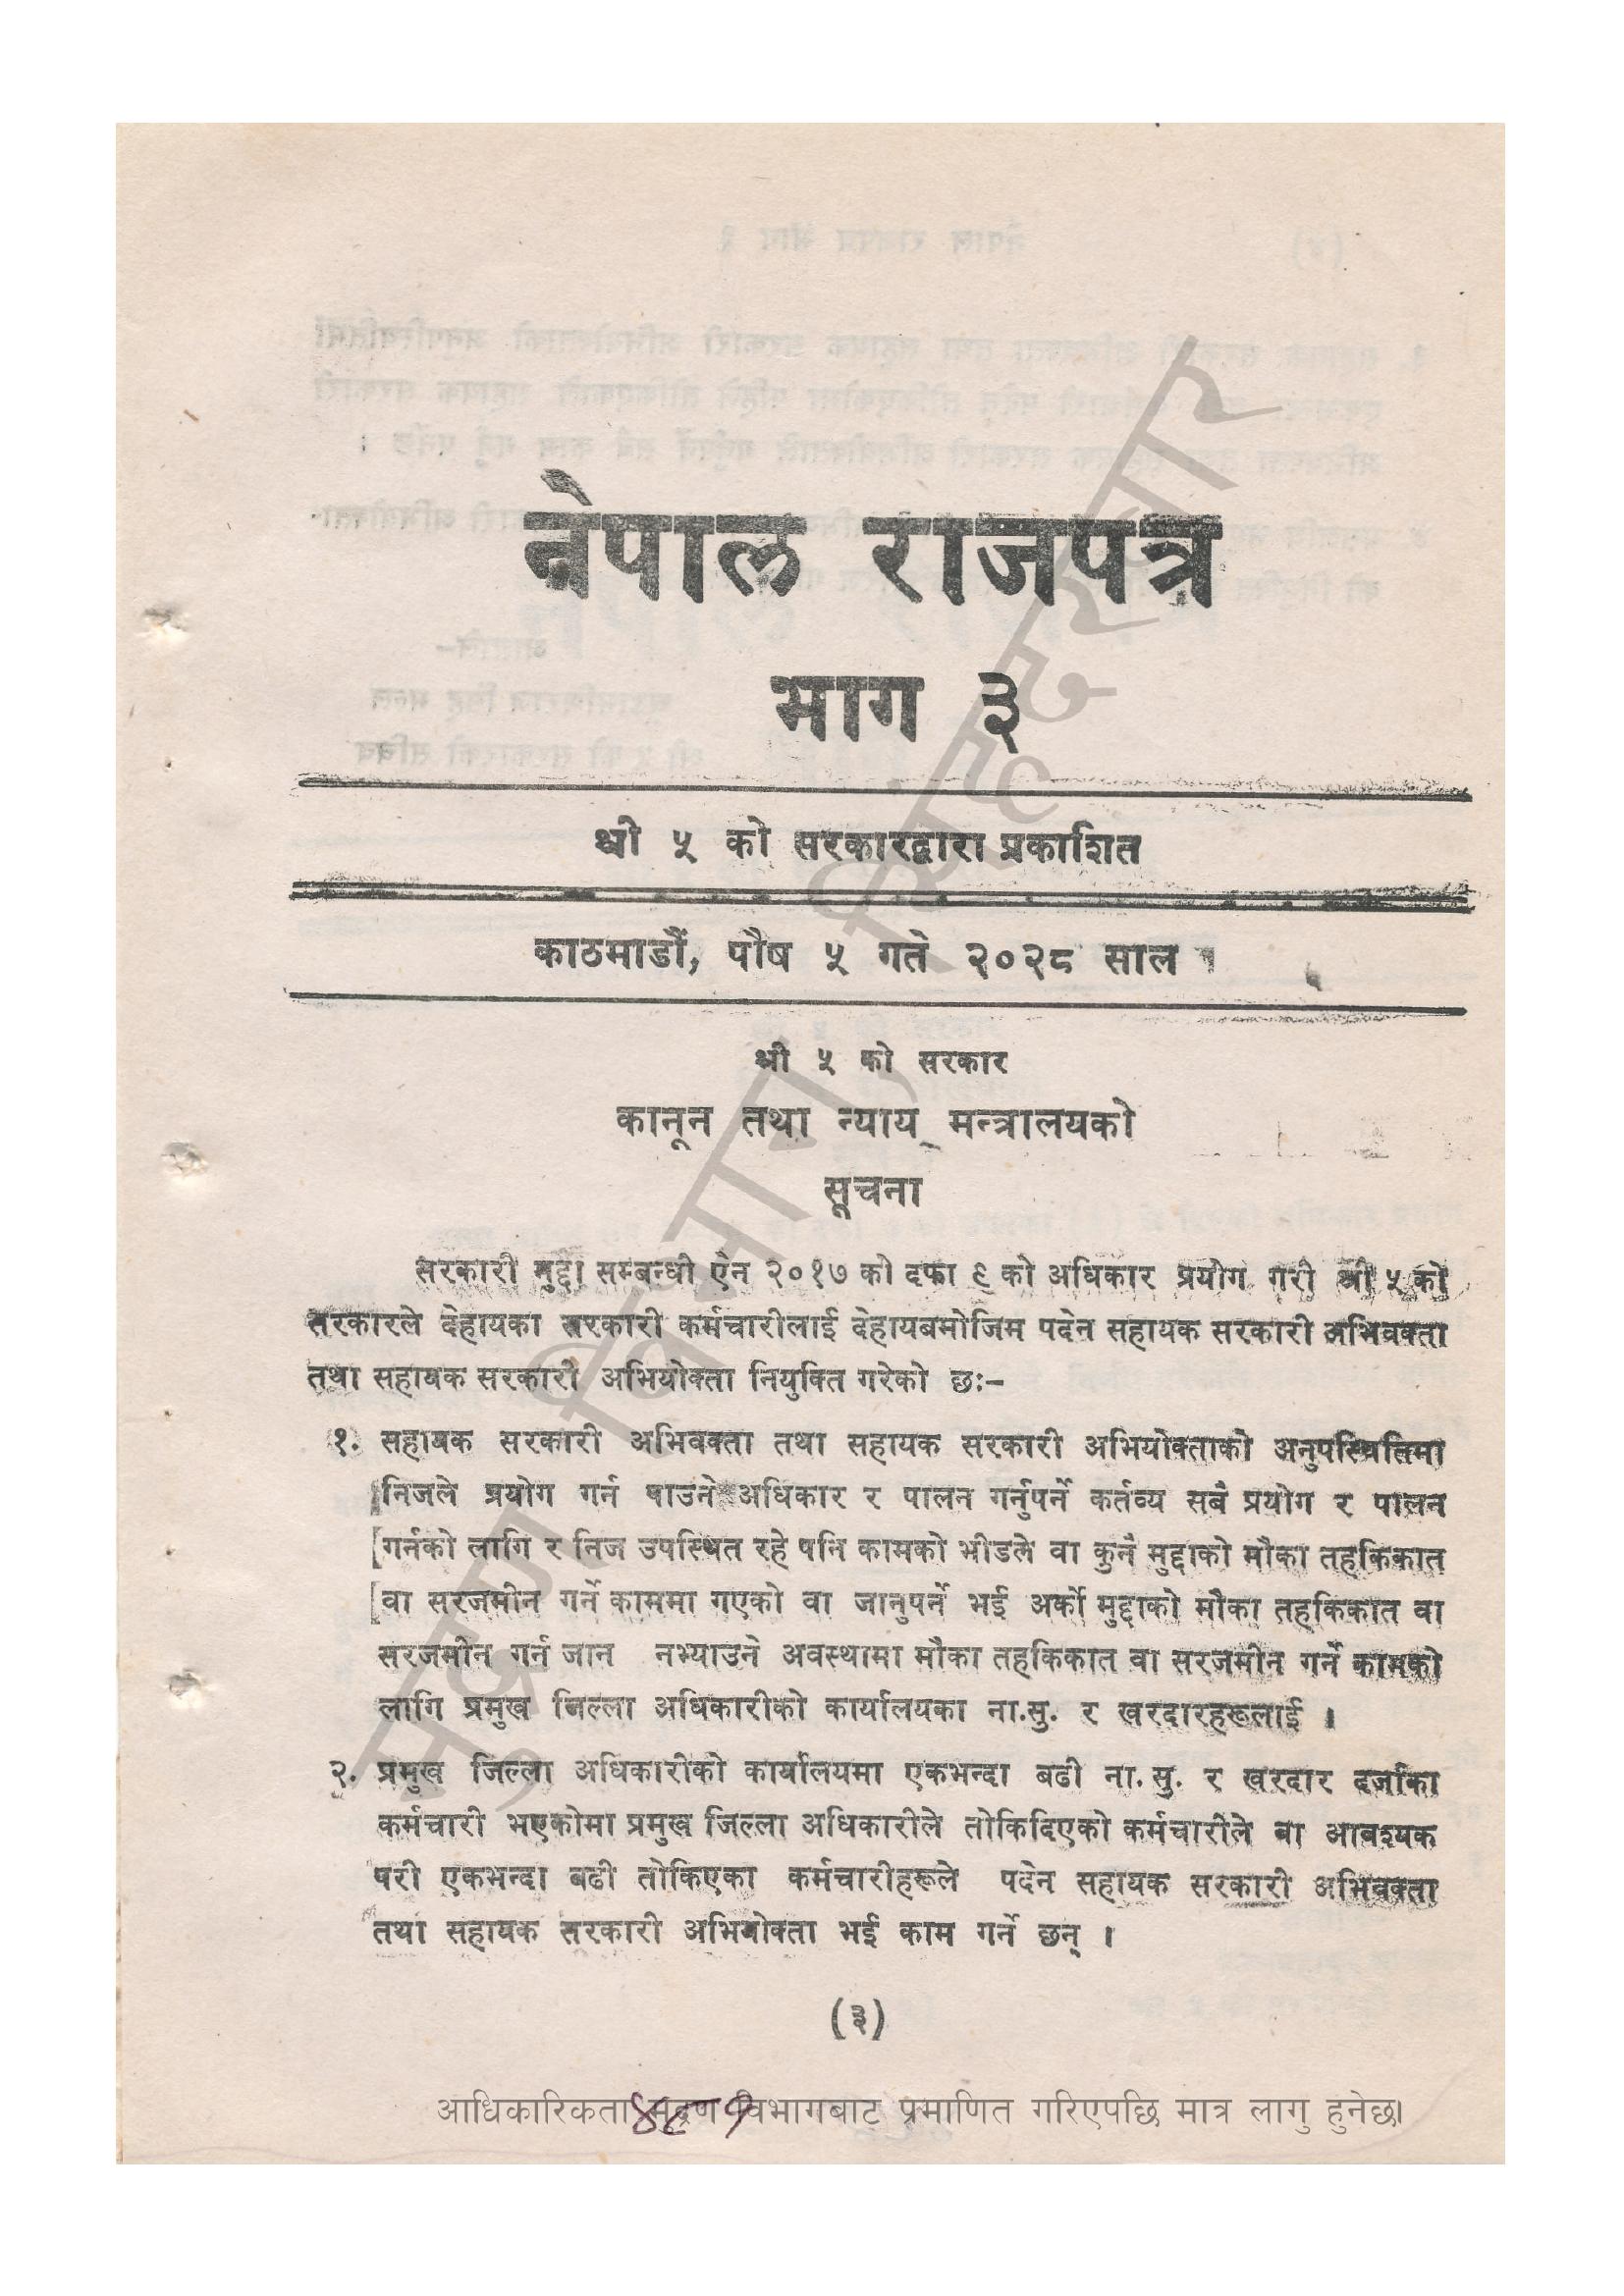 नेपाल राजपत्र
भाग ३
श्री ५ को सरकारद्वारा प्रकाशित
काठमाडौं, पौष ५ गते २०२८ साल
श्री ५ को सरकार
कानून तथा न्याय मन्त्रालयको
सूचना
सरकारी मुद्दा सम्बन्धी ऐन २०१७ को दफा ९ को अधिकार प्रयोग गरी श्री ५ को
सरकारले देहायका सरकारी कर्मचारीलाई देहायबमोजिम पदेन सहायक सरकारी अभिवक्ता
तथा सहायक सरकारी अभियोक्ता नियुक्ति गरेको छः–
१. सहायक सरकारी अभिवक्ता तथा सहायक सरकारी अभियोक्ताको अनुपस्थितिमा
निजले प्रयोग गर्न पाउने अधिकार र पालन गर्नुपर्ने कर्तव्य सबै प्रयोग र पालन
गर्नको लागि र निज उपस्थित रहे पनि कामको भीडले वा कुनै मुद्दाको मौका तहकिकात
वा सरजमीन गर्ने काममा गएको वा जानुपर्ने भई अर्को मुद्दाको मौका तहकिकात वा
सरजमीन गर्न जान नभ्याउने अवस्थामा मौका तहकिकात वा सरजमीन गर्ने कामको
लागि प्रमुख जिल्ला अधिकारीको कार्यालयका ना.सु. र खरदारहरूलाई ।
२. प्रमुख जिल्ला अधिकारीको कार्यालयमा एकभन्दा बढी ना. सु. र खरदार दर्जाका
कर्मचारी भएकोमा प्रमुख जिल्ला अधिकारीले तोकिदिएको कर्मचारीले वा आवश्यक
परी एकभन्दा बढी तोकिएका कर्मचारीहरूले पदेन सहायक सरकारी अभिवक्ता
तथा सहायक सरकारी अभियोक्ता भई काम गर्ने छन् ।
(३)
आधिकारिकता मुद्रण विभागबाट प्रमाणित गरिएपछि मात्र लागु हुनेछ।
मुद्रण विभाग, सिंहदरबार